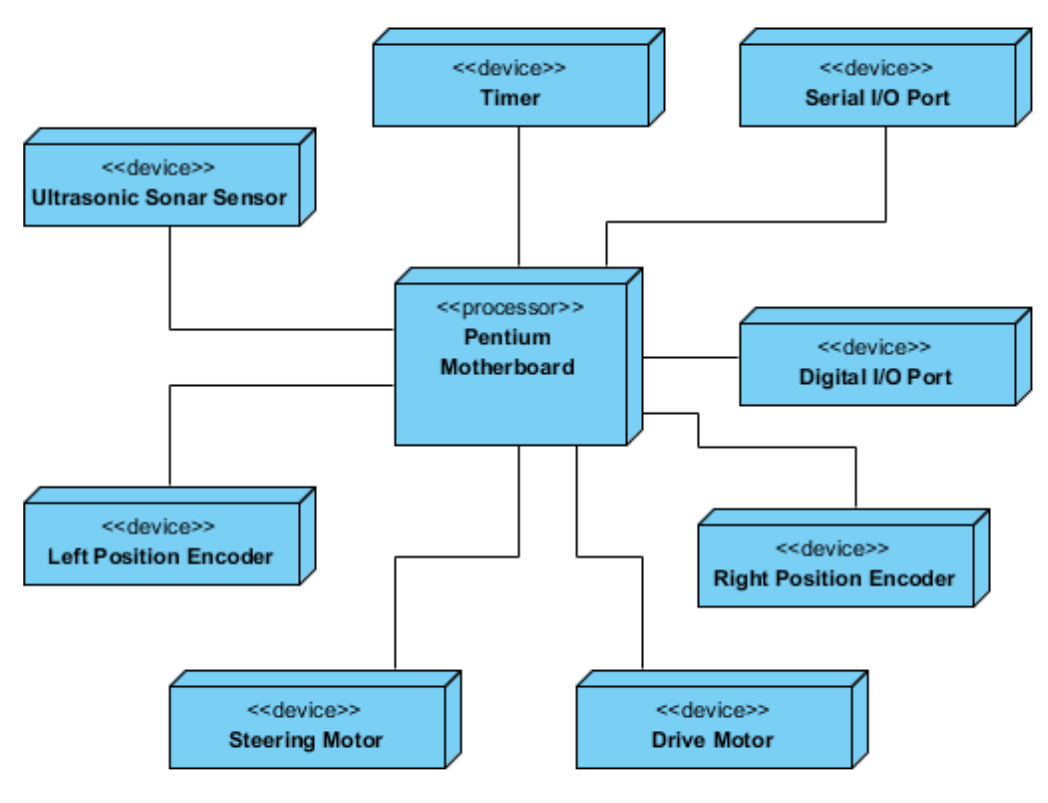 <<device>>
Timer
<<device>>
Serial I/O Port
<<device>>
Ultrasonic Sonar Sensor
<<processor>>
Pentium
Motherboard
<<device>>
Digital I/O Port
<<device>>
Left Position Encoder
<<device>>
Right Position Encoder
<<device>>
Steering Motor
<<device>>
Drive Motor